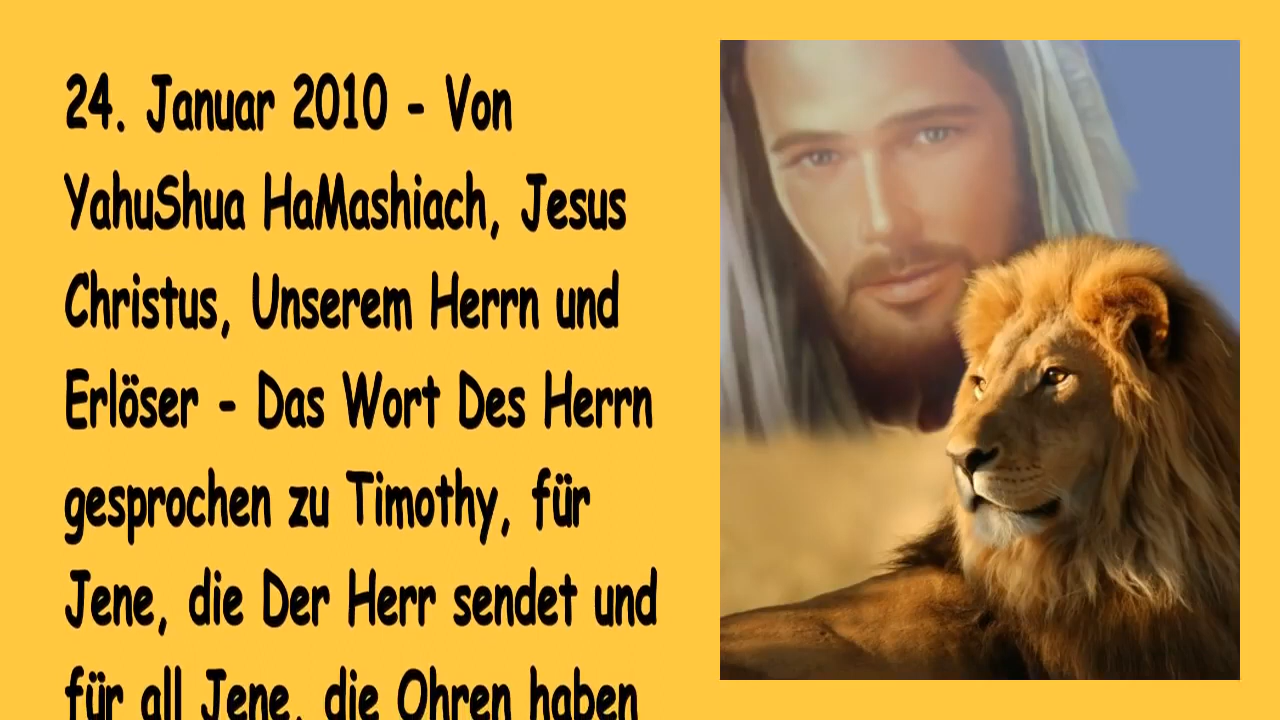 24. Januar 2010 - Von
YahuShua HaMashiach, Jesus
Christus, Unserem Herrn und
Erlöser - Das Wort Des Herrn
gesprochen zu Timothy, für
Jene, die Der Herr sendet und
für all Jene, die Ohren haben